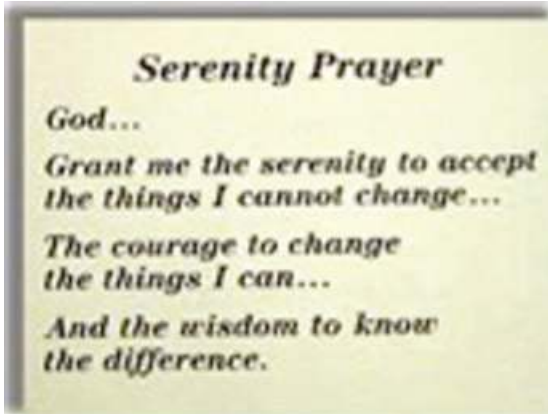 Serenity Prayer
God...
Grant me the serenity to accept
the things I cannot change...
The courage to change
the things I can...
And the wisdom to know
the difference.